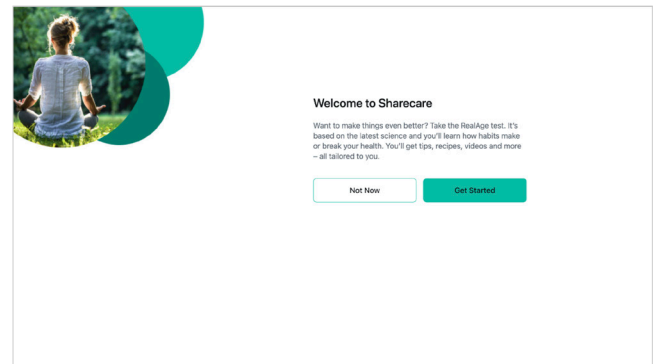 Welcome to Sharecare
Want to make things even better? Take the RealAge test. It's
based on the latest science and you'll learn how habits make
or break your health. You'll get tips, recipes, videos and more
– all tailored to you.
Not Now
Get Started